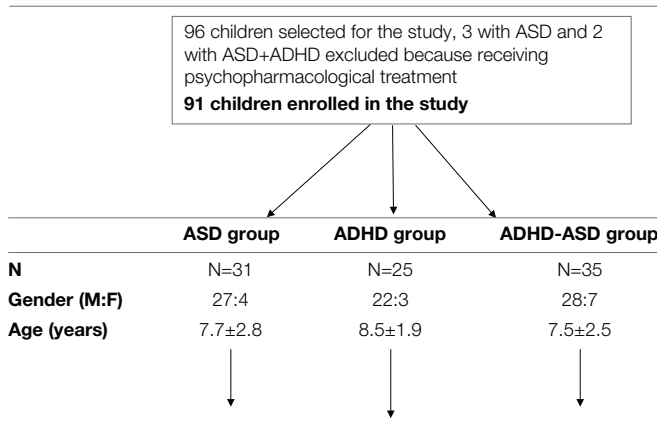 96 children selected for the study, 3 with ASD and 2
with ASD+ADHD excluded because receiving
psychopharmacological treatment
91 children enrolled in the study
ASD group ADHD group ADHD-ASD group
N N=31 N=25 N=35
Gender (M:F) 27:4 22:3 28:7
Age (years) 7.7±2.8 8.5±1.9 7.5±2.5